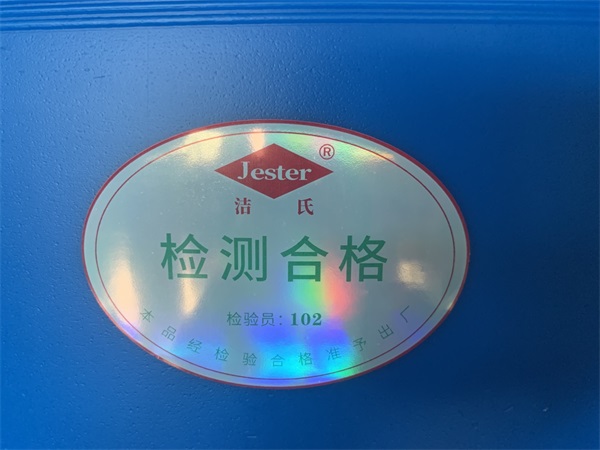 Jester ®
洁氏
检测合格
检验员：102
本品经检验合格准予出厂